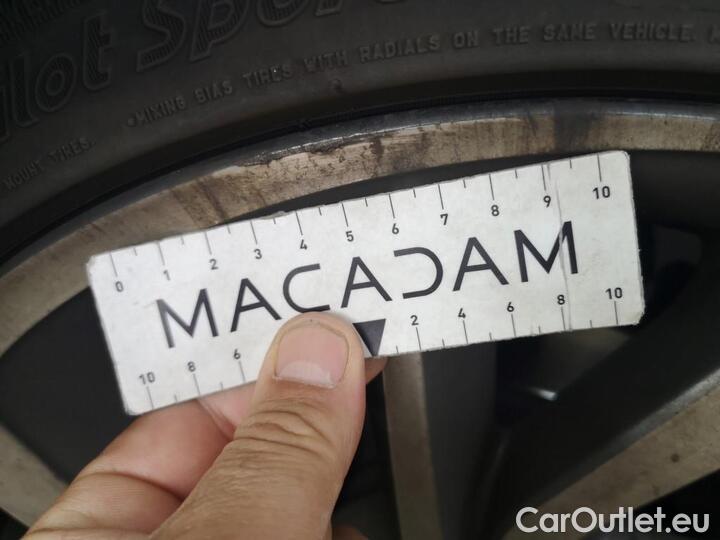 ilot Sport
•MIXING BIAS TIRES WITH RADIALS ON THE SAME VEHICLE.
MOUNT TIRES.
0 1 2 3 4 5 6 7 8 9 10
MACADAM
10 8 6 2 4 6 8 10
CarOutlet.eu